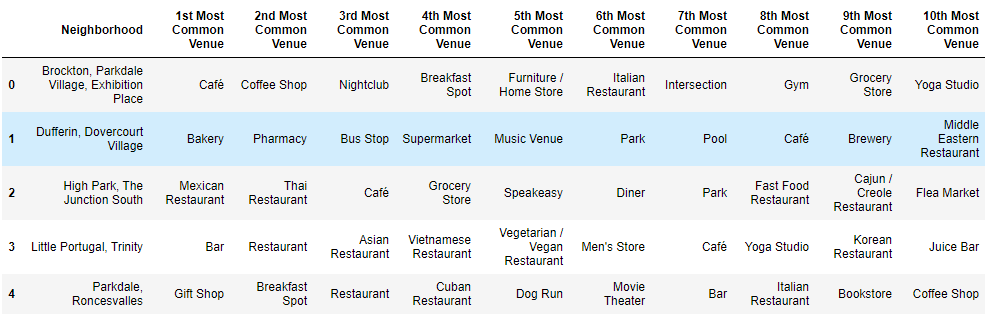 Neighborhood 1st Most Common Venue 2nd Most Common Venue 3rd Most Common Venue 4th Most Common Venue 5th Most Common Venue 6th Most Common Venue 7th Most Common Venue 8th Most Common Venue 9th Most Common Venue 10th Most Common Venue
0 Brockton, Parkdale Village, Exhibition Place Café Coffee Shop Nightclub Breakfast Spot Furniture / Home Store Italian Restaurant Intersection Gym Grocery Store Yoga Studio
1 Dufferin, Dovercourt Village Bakery Pharmacy Bus Stop Supermarket Music Venue Park Pool Café Brewery Middle Eastern Restaurant
2 High Park, The Junction South Mexican Restaurant Thai Restaurant Café Grocery Store Speakeasy Diner Park Fast Food Restaurant Cajun / Creole Restaurant Flea Market
3 Little Portugal, Trinity Bar Restaurant Asian Restaurant Vietnamese Restaurant Vegetarian / Vegan Restaurant Men's Store Café Yoga Studio Korean Restaurant Juice Bar
4 Parkdale, Roncesvalles Gift Shop Breakfast Spot Restaurant Cuban Restaurant Dog Run Movie Theater Bar Italian Restaurant Bookstore Coffee Shop